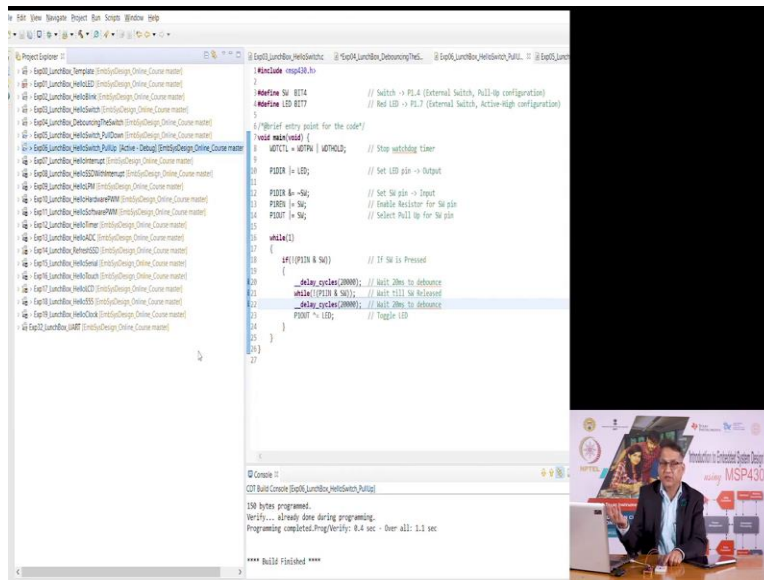 File Edit View Navigate Project Run Scripts Window Help
Project Explorer
Exp00_LunchBox_Template [EmbSysDesign_Online_Course master]
Exp01_LunchBox_HelloLED [EmbSysDesign_Online_Course master]
Exp02_LunchBox_HelloBlink [EmbSysDesign_Online_Course master]
Exp03_LunchBox_HelloSwitch [EmbSysDesign_Online_Course master]
Exp04_LunchBox_DebouncingTheSwitch [EmbSysDesign_Online_Course master]
Exp05_LunchBox_HelloSwitch_PullDown [EmbSysDesign_Online_Course master]
> Exp06_LunchBox_HelloSwitch_PullUp [Active - Debug] [EmbSysDesign_Online_Course master
Exp07_LunchBox_HelloInterrupt [EmbSysDesign_Online_Course master]
Exp08_LunchBox_HelloSSDWithInterrupt [EmbSysDesign_Online_Course master]
Exp09_LunchBox_HelloLPM [EmbSysDesign_Online_Course master]
Exp10_LunchBox_HelloHardwarePWM [EmbSysDesign_Online_Course master]
Exp11_LunchBox_HelloSoftwarePWM [EmbSysDesign_Online_Course master]
Exp12_LunchBox_HelloTimer [EmbSysDesign_Online_Course master]
Exp13_LunchBox_HelloADC [EmbSysDesign_Online_Course master]
Exp14_LunchBox_RefreshSSD [EmbSysDesign_Online_Course master]
Exp15_LunchBox_HelloSerial [EmbSysDesign_Online_Course master]
Exp16_LunchBox_HelloTouch [EmbSysDesign_Online_Course master]
Exp17_LunchBox_HelloLCD [EmbSysDesign_Online_Course master]
Exp18_LunchBox_Hello555 [EmbSysDesign_Online_Course master]
Exp19_LunchBox_HelloClock [EmbSysDesign_Online_Course master]
Exp32_LunchBox_UART [EmbSysDesign_Online_Course master]
Exp03_LunchBox_HelloSwitch.c *Exp04_LunchBox_DebouncingTheS... Exp06_LunchBox_HelloSwitch_PullU... Exp05_Lunch
1 #include <msp430.h>
2
3 #define SW BIT4 // Switch -> P1.4 (External Switch, Pull-Up configuration)
4 #define LED BIT7 // Red LED -> P1.7 (External Switch, Active-High configuration)
5
6 /*@brief entry point for the code*/
7 void main(void) {
8 WDTCTL = WDTPW | WDTHOLD; // Stop watchdog timer
9
10 P1DIR |= LED; // Set LED pin -> Output
11
12 P1DIR &= ~SW; // Set SW pin -> Input
13 P1REN |= SW; // Enable Resistor for SW pin
14 P1OUT |= SW; // Select Pull Up for SW pin
15
16 while(1)
17 {
18 if(!(P1IN & SW)) // If SW is Pressed
19 {
20 __delay_cycles(20000); // Wait 20ms to debounce
21 while(!(P1IN & SW)); // Wait till SW Released
22 __delay_cycles(20000); // Wait 20ms to debounce
23 P1OUT ^= LED; // Toggle LED
24 }
25 }
26 }
27
Console
CDT Build Console [Exp06_LunchBox_HelloSwitch_PullUp]
150 bytes programmed.
Verify... already done during programming.
Programming completed.Prog/Verify: 0.4 sec - Over all: 1.1 sec
**** Build Finished ****
NPTEL
Introduction to Embedded System Design
using MSP430